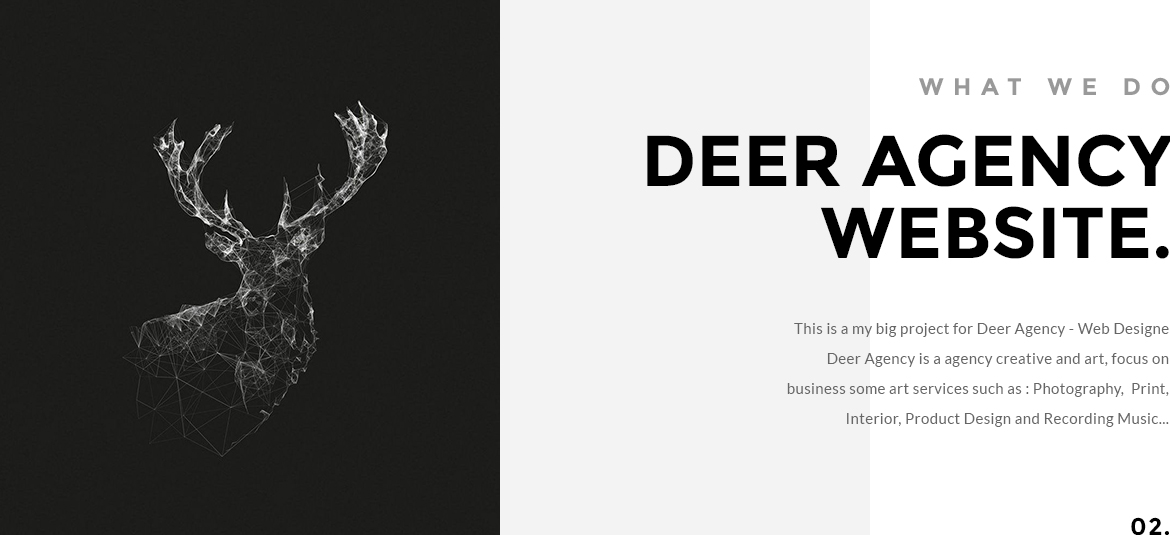 WHAT WE DO
DEER AGENCY
WEBSITE.
This is a my big project for Deer Agency - Web Designe
Deer Agency is a agency creative and art, focus on
business some art services such as : Photography,  Print,
Interior, Product Design and Recording Music...
02.